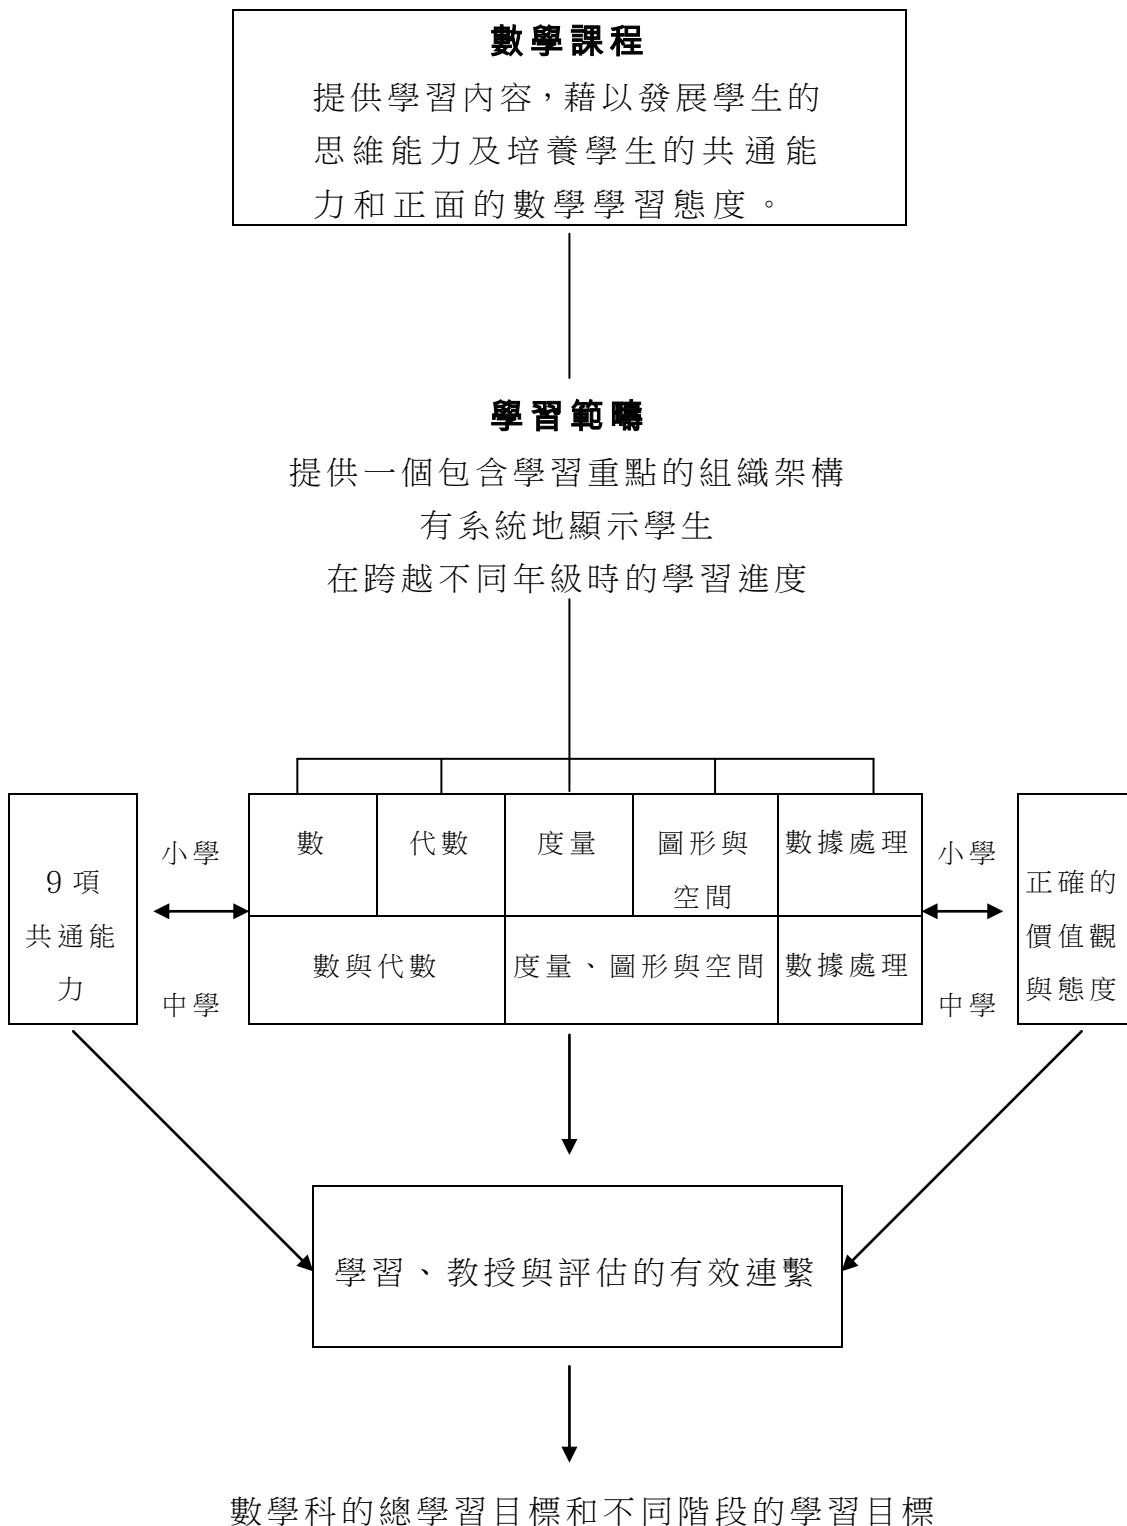 數學課程
提供學習內容，藉以發展學生的
思維能力及培養學生的共通能
力和正面的數學學習態度。
學習範疇
提供一個包含學習重點的組織架構
有系統地顯示學生
在跨越不同年級時的學習進度
9 項
共通能
力
小學
中學
數
代數
度量
圖形與
空間
數據處理
數與代數
度量、圖形與空間
數據處理
小學
中學
正確的
價值觀
與態度
學習、教授與評估的有效連繫
數學科的總學習目標和不同階段的學習目標